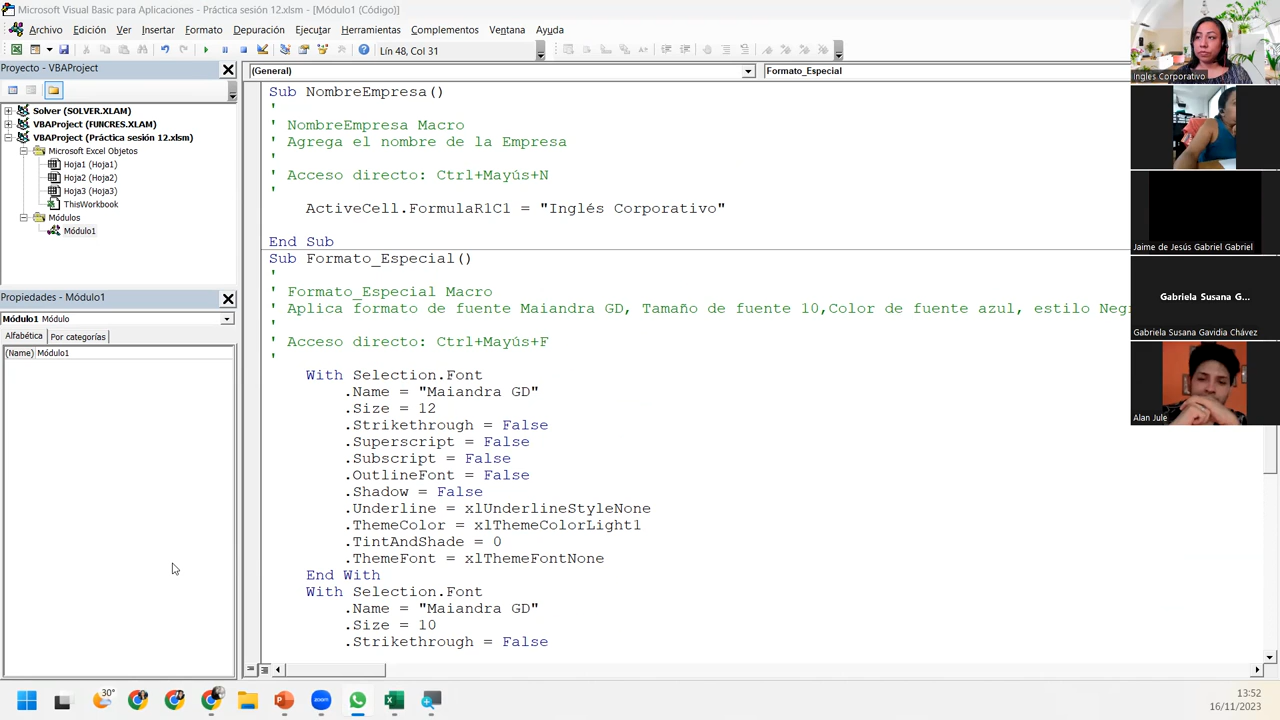 Microsoft Visual Basic para Aplicaciones - Práctica sesión 12.xlsm - [Módulo1 (Código)]
Archivo Edición Ver Insertar Formato Depuración Ejecutar Herramientas Complementos Ventana Ayuda
Lín 48, Col 31
Proyecto - VBAProject
Solver (SOLVER.XLAM)
VBAProject (FUNCRES.XLAM)
VBAProject (Práctica sesión 12.xlsm)
Microsoft Excel Objetos
Hoja1 (Hoja1)
Hoja2 (Hoja2)
Hoja3 (Hoja3)
ThisWorkbook
Módulos
Módulo1
Propiedades - Módulo1
Módulo1 Módulo
Alfabética Por categorías
(Name) Módulo1
(General) Formato_Especial
Sub NombreEmpresa()
'
' NombreEmpresa Macro
' Agrega el nombre de la Empresa
'
' Acceso directo: Ctrl+Mayús+N
'
ActiveCell.FormulaR1C1 = "Inglés Corporativo"
End Sub
Sub Formato_Especial()
'
' Formato_Especial Macro
' Aplica formato de fuente Maiandra GD, Tamaño de fuente 10,Color de fuente azul, estilo Neg
'
' Acceso directo: Ctrl+Mayús+F
'
With Selection.Font
.Name = "Maiandra GD"
.Size = 12
.Strikethrough = False
.Superscript = False
.Subscript = False
.OutlineFont = False
.Shadow = False
.Underline = xlUnderlineStyleNone
.ThemeColor = xlThemeColorLight1
.TintAndShade = 0
.ThemeFont = xlThemeFontNone
End With
With Selection.Font
.Name = "Maiandra GD"
.Size = 10
.Strikethrough = False
Ingles Corporativo
Jaime de Jesús Gabriel Gabriel
Gabriela Susana G...
Gabriela Susana Gavidia Chávez
Alan Jule
30°
zoom
13:52
16/11/2023